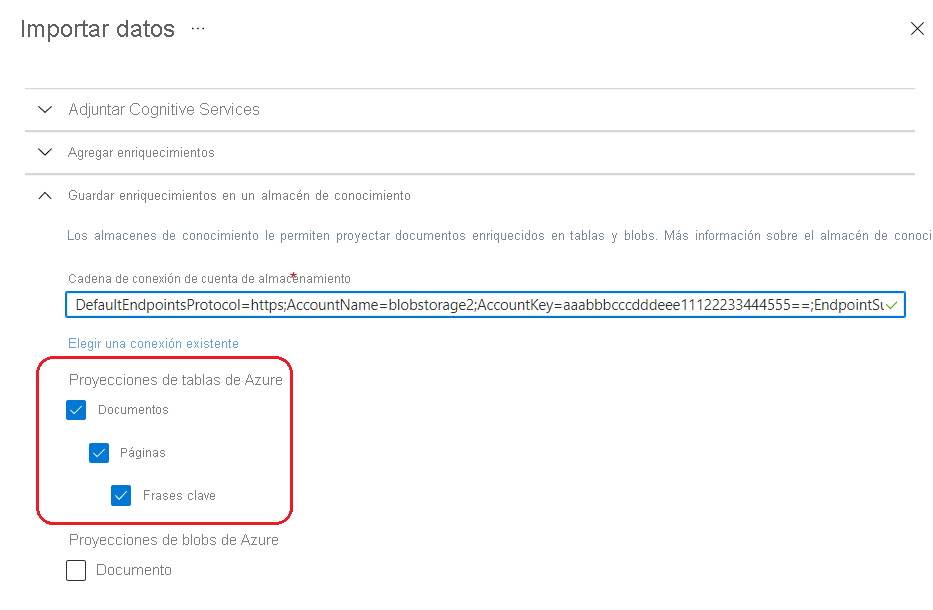 Importar datos ...
Adjuntar Cognitive Services
Agregar enriquecimientos
Guardar enriquecimientos en un almacén de conocimiento
Los almacenes de conocimiento le permiten proyectar documentos enriquecidos en tablas y blobs. Más información sobre el almacén de conoci
Cadena de conexión de cuenta de almacenamiento *
DefaultEndpointsProtocol=https;AccountName=blobstorage2;AccountKey=aaabbbcccdddeee11122233444555==;EndpointSu
Elegir una conexión existente
Proyecciones de tablas de Azure
Documentos
Páginas
Frases clave
Proyecciones de blobs de Azure
Documento